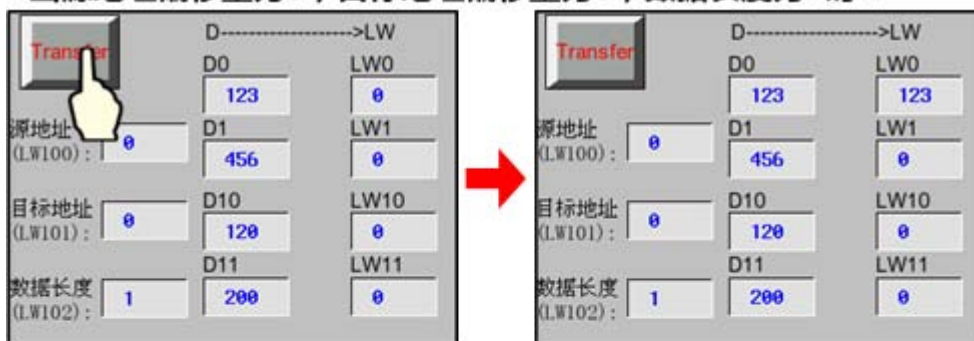 Transfer
D------------------->LW
D0 LW0
123 0
源地址
(LW100): 0
D1 LW1
456 0
目标地址
(LW101): 0
D10 LW10
120 0
数据长度
(LW102): 1
D11 LW11
200 0
Transfer
D------------------->LW
D0 LW0
123 123
源地址
(LW100): 0
D1 LW1
456 0
目标地址
(LW101): 0
D10 LW10
120 0
数据长度
(LW102): 1
D11 LW11
200 0